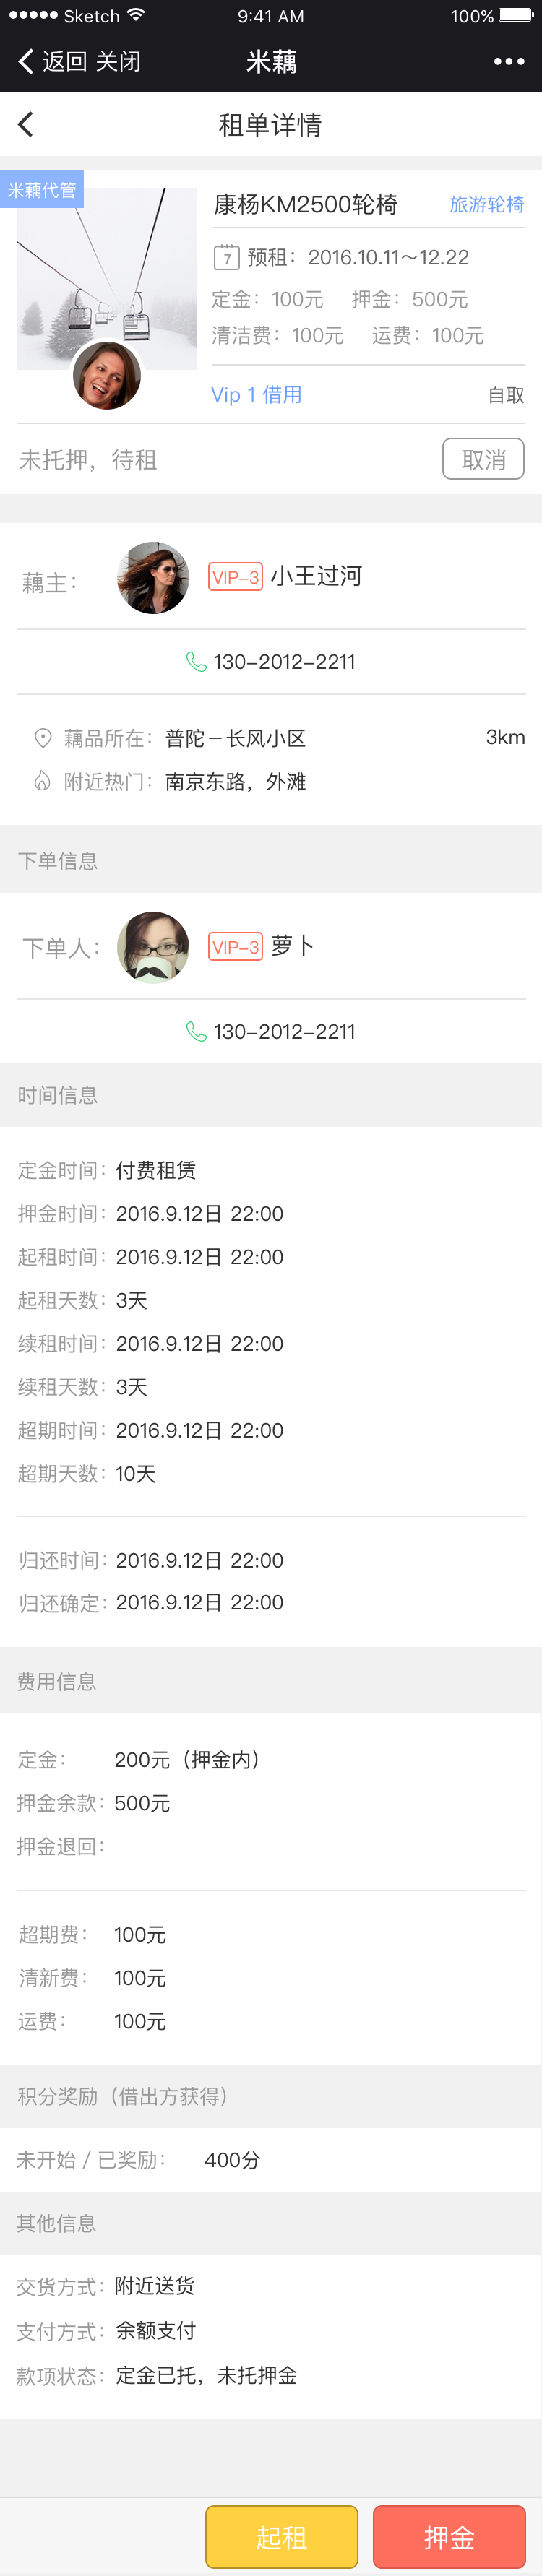 Sketch 9:41 AM 100%
返回 关闭 米藕
租单详情
米藕代管
康杨KM2500轮椅 旅游轮椅
7 预租：2016.10.11～12.22
定金：100元 押金：500元
清洁费：100元 运费：100元
Vip 1 借用 自取
未托押，待租 取消
藕主： VIP-3 小王过河
130-2012-2211
藕品所在：普陀－长风小区 3km
附近热门：南京东路，外滩
下单信息
下单人： VIP-3 萝卜
130-2012-2211
时间信息
定金时间：付费租赁
押金时间：2016.9.12日 22:00
起租时间：2016.9.12日 22:00
起租天数：3天
续租时间：2016.9.12日 22:00
续租天数：3天
超期时间：2016.9.12日 22:00
超期天数：10天
归还时间：2016.9.12日 22:00
归还确定：2016.9.12日 22:00
费用信息
定金： 200元（押金内）
押金余款：500元
押金退回：
超期费： 100元
清新费： 100元
运费： 100元
积分奖励（借出方获得）
未开始 / 已奖励： 400分
其他信息
交货方式：附近送货
支付方式：余额支付
款项状态：定金已托，未托押金
起租 押金